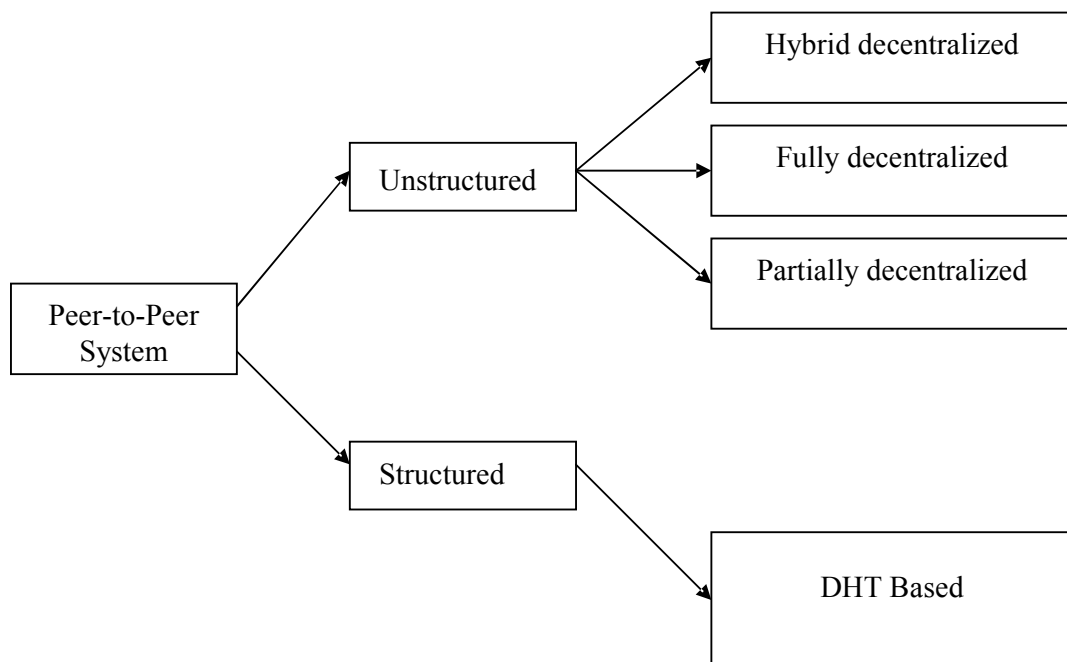 Hybrid decentralized
Fully decentralized
Unstructured
Partially decentralized
Peer-to-Peer
System
Structured
DHT Based